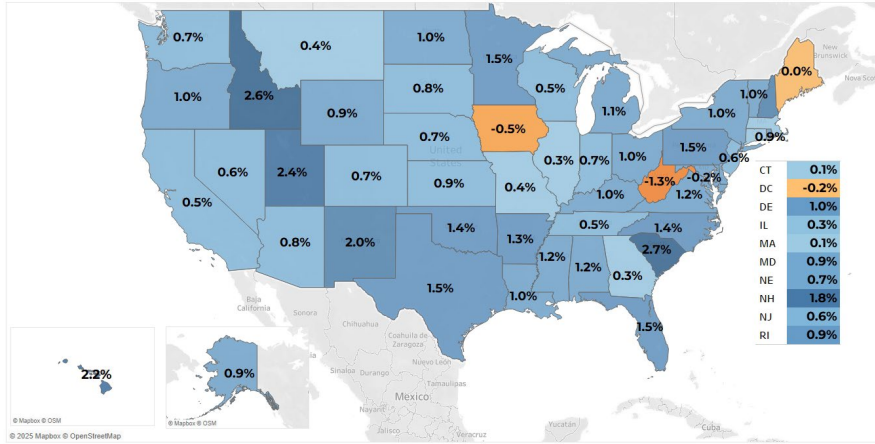 0.7%
0.4%
1.0%
1.5%
0.5%
1.1%
1.0%
1.0%
0.0%
New
Brunswick
Nova Sco
1.0%
2.6%
0.9%
0.8%
-0.5%
0.7%
United
States
0.3%
0.7%
1.0%
1.5%
0.9%
0.6%
0.5%
0.6%
2.4%
0.7%
0.9%
0.4%
1.0%
-1.3%
-0.2%
1.2%
0.8%
2.0%
1.4%
1.3%
0.5%
1.4%
2.7%
1.5%
1.2%
1.2%
0.3%
1.0%
1.5%
CT 0.1%
DC -0.2%
DE 1.0%
IL 0.3%
MA 0.1%
MD 0.9%
NE 0.7%
NH 1.8%
NJ 0.6%
RI 0.9%
Baja
California
Sonora
Chihuahua
Coahuila de
Zaragoza
Nuevo León
Sinaloa
Durango
Tamaulipas
Mexico
Nayarit
Jalisco
Veracruz
Yucatán
Cuba
2.2%
© Mapbox © OSM
0.9%
© Mapbox © OSM
© 2025 Mapbox © OpenStreetMap